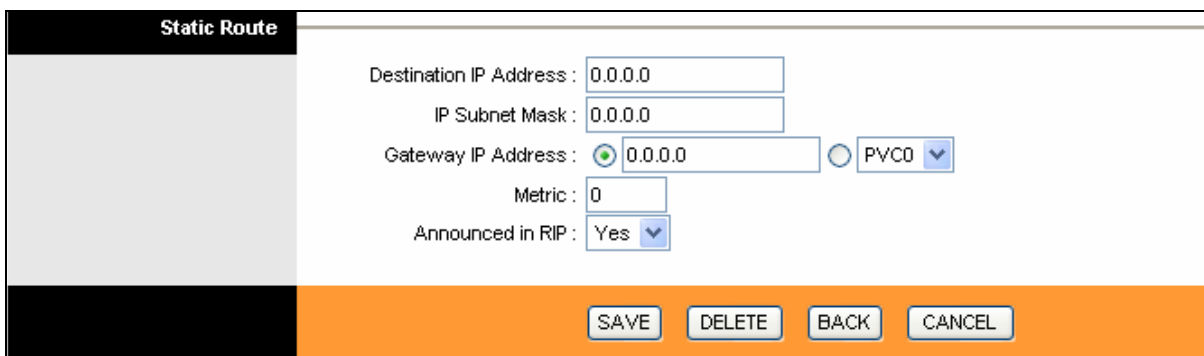 Static Route
Destination IP Address : 0.0.0.0
IP Subnet Mask : 0.0.0.0
Gateway IP Address : 0.0.0.0 PVC0
Metric : 0
Announced in RIP : Yes
SAVE DELETE BACK CANCEL